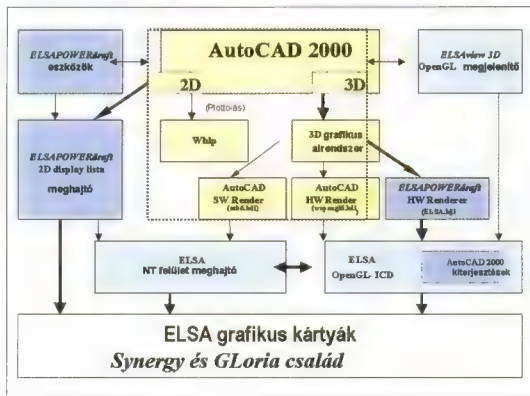 ELSAPOWERdraft
eszközök
AutoCAD 2000
ELSAview 3D
OpenGL megjelenítő
2D
3D
(Plottolás)
ELSAPOWERdraft
2D display lista
meghajtó
Whip
3D grafikus
alrendszer
AutoCAD
SW Render
AutoCAD
HW Render
ELSAPOWERdraft
HW Renderer
ELSA
NT felület meghajtó
ELSA
OpenGL ICD
AutoCAD 2000
kiterjesztések
ELSA grafikus kártyák
Synergy és GLoria család